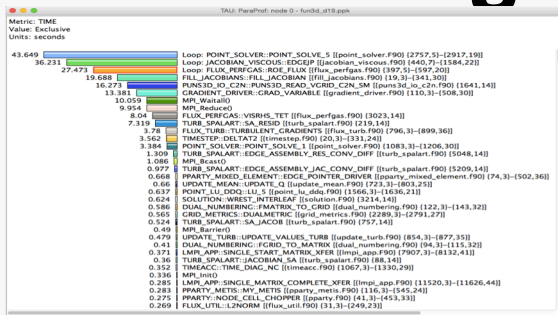 TAU: ParaProf: node 0 - fun3d_d19.ppk
Metric: TIME
Value: Exclusive
Units: seconds
43.649 Loop: POINT_SOLVER::POINT_SOLVE_5 [{point_solver.F90} {2757,5}-{2917,19}]
36.231 Loop: JACOBIAN_VISCOUS::EDGEJP [{jacobian_viscous.f90} {440,7}-{1584,22}]
27.473 Loop: FLUX_PERFGAS::ROE_FLUX [{flux_perfgas.f90} {397,5}-{597,20}]
19.688 FILL_JACOBIANS::FILL_JACOBIAN [{fill_jacobians.f90} {19,3}-{341,30}]
16.273 PUNS3D_IO_C2N::PUNS3D_READ_VGRID_C2N_SM [{puns3d_io_c2n.f90} {1641,14}]
13.381 GRADIENT_DRIVER::GRAD_VARIABLE [{gradient_driver.f90} {110,3}-{508,30}]
10.059 MPI_Waitall()
9.954 MPI_Reduce()
8.04 FLUX_PERFGAS::VISRHS_TET [{flux_perfgas.f90} {3023,14}]
7.319 TURB_SPALART::SA_RESID [{turb_spalart.f90} {219,14}]
3.78 FLUX_TURB::TURBULENT_GRADIENTS [{flux_turb.f90} {796,3}-{899,36}]
3.562 TIMESTEP::DELTAT2 [{timestep.f90} {20,3}-{331,24}]
3.384 POINT_SOLVER::POINT_SOLVE_1 [{point_solver.F90} {1083,3}-{1206,30}]
1.309 TURB_SPALART::EDGE_ASSEMBLY_RES_CONV_DIFF [{turb_spalart.f90} {5048,14}]
1.086 MPI_Bcast()
0.977 TURB_SPALART::EDGE_ASSEMBLY_JAC_CONV_DIFF [{turb_spalart.f90} {5209,14}]
0.668 PPARTY_MIXED_ELEMENT::EDGE_POINTER_DRIVER [{pparty_mixed_element.f90} {74,3}-{502,36}]
0.66 UPDATE_MEAN::UPDATE_Q [{update_mean.F90} {723,3}-{803,25}]
0.637 POINT_LU_DDQ::LU_5 [{point_lu_ddq.F90} {1566,3}-{1636,21}]
0.624 SOLUTION::WREST_INTERLEAF [{solution.f90} {3214,14}]
0.586 DUAL_NUMBERING::FMATRIX_TO_GRID [{dual_numbering.f90} {122,3}-{143,32}]
0.565 GRID_METRICS::DUALMETRIC [{grid_metrics.f90} {2289,3}-{2791,27}]
0.524 TURB_SPALART::SA_JACOB [{turb_spalart.f90} {757,14}]
0.49 MPI_Barrier()
0.479 UPDATE_TURB::UPDATE_VALUES_TURB [{update_turb.f90} {854,3}-{877,35}]
0.41 DUAL_NUMBERING::FGRID_TO_MATRIX [{dual_numbering.f90} {94,3}-{115,32}]
0.371 LMPI_APP::SINGLE_START_MATRIX_XFER [{lmpi_app.F90} {7907,3}-{8132,41}]
0.36 TURB_SPALART::JACOBIAN_SA [{turb_spalart.f90} {88,14}]
0.352 TIMEACC::TIME_DIAG_NC [{timeacc.f90} {1067,3}-{1330,29}]
0.336 MPI_Init()
0.285 LMPI_APP::SINGLE_MATRIX_COMPLETE_XFER [{lmpi_app.F90} {11520,3}-{11626,44}]
0.283 PPARTY_METIS::MY_METIS [{pparty_metis.F90} {116,3}-{545,24}]
0.275 PPARTY::NODE_CELL_CHOPPER [{pparty.f90} {41,3}-{453,33}]
0.269 FLUX_UTIL::L2NORM [{flux_util.f90} {31,3}-{249,23}]